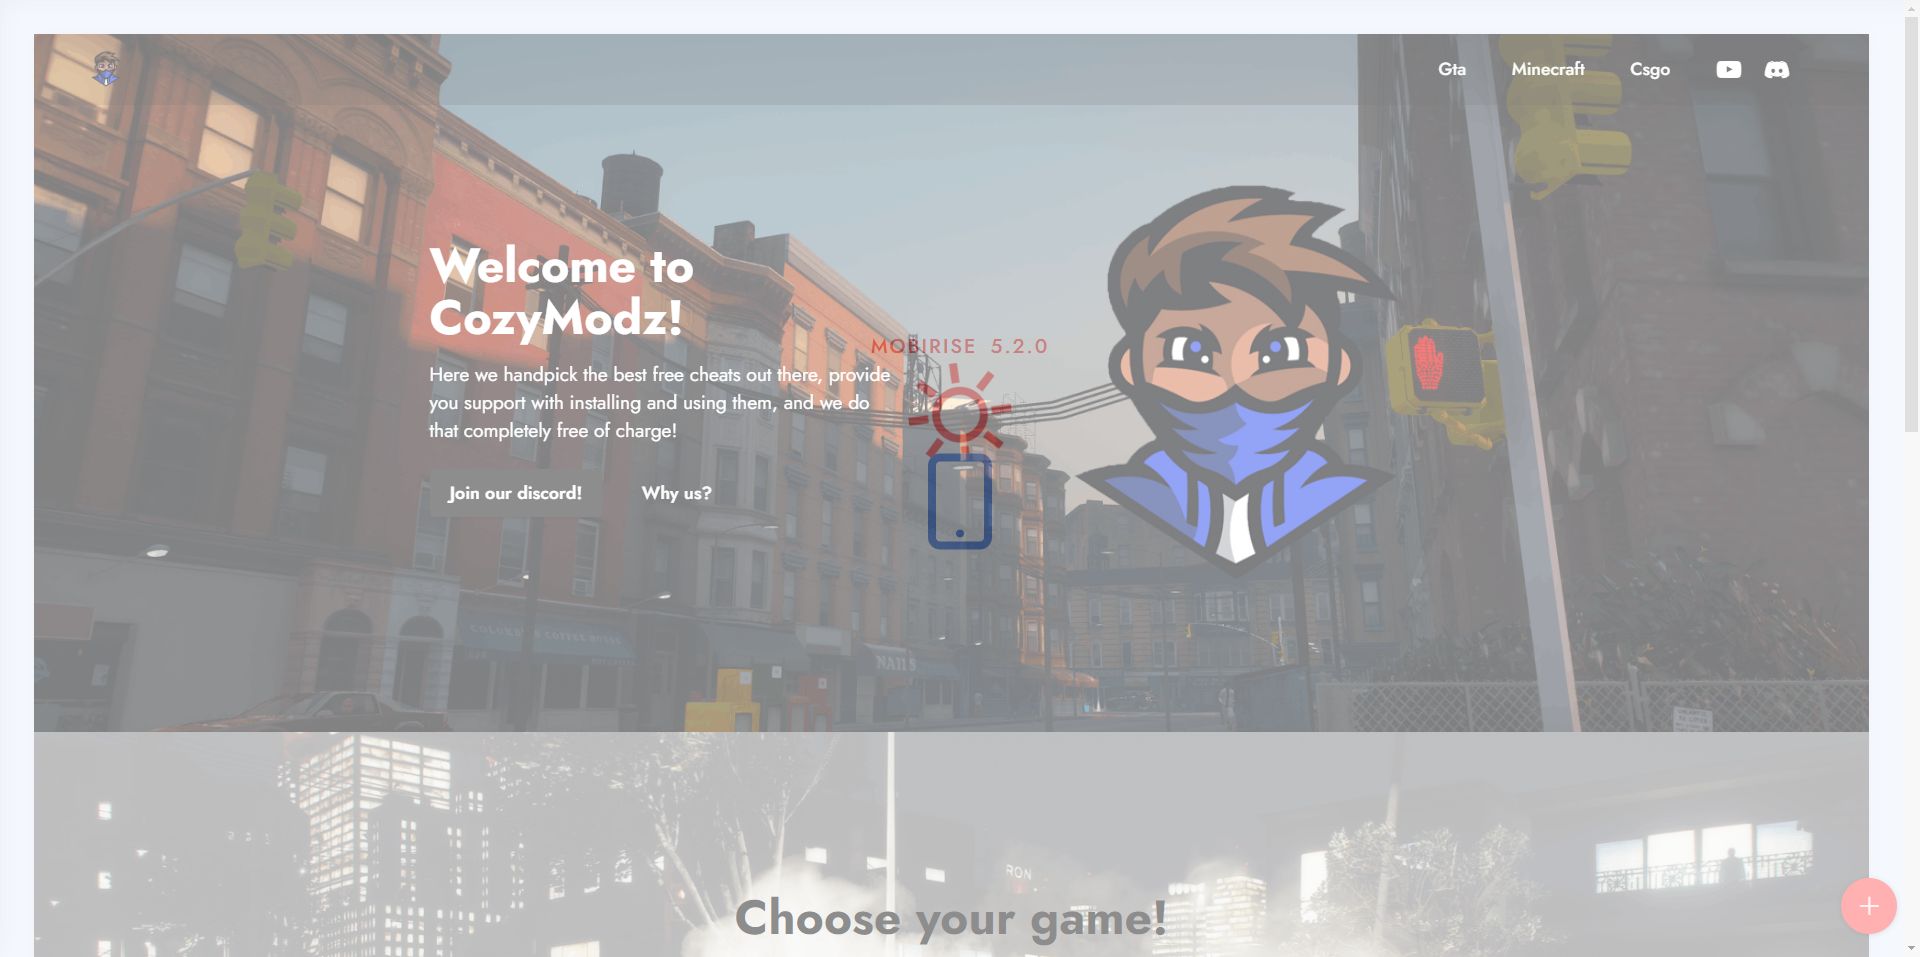 Gta Minecraft Csgo
Welcome to
CozyModz!
MOBIRISE 5.2.0
Here we handpick the best free cheats out there, provide
you support with installing and using them, and we do
that completely free of charge!
Join our discord! Why us?
NAILS
RON
Choose your game!